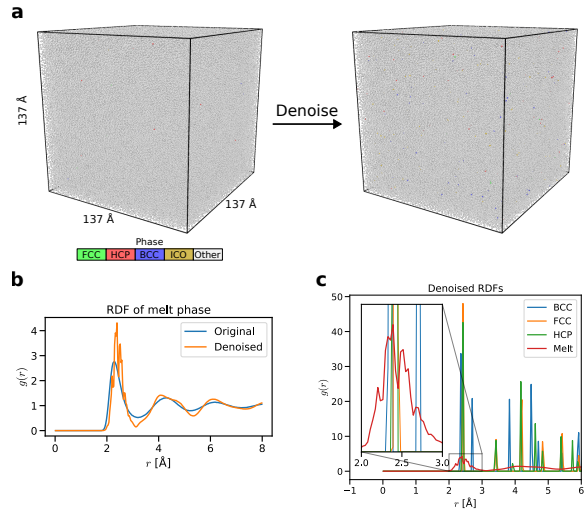 a
137 Å
137 Å
137 Å
Denoise
Phase
FCC HCP BCC ICO Other
b
RDF of melt phase
Original
Denoised
g(r)
4
3
2
1
0
0 2 4 6 8
r [Å]
c
Denoised RDFs
BCC
FCC
HCP
Melt
g(r)
50
40
30
20
10
0
2.0 2.5 3.0
−1 0 1 2 3 4 5 6
r [Å]